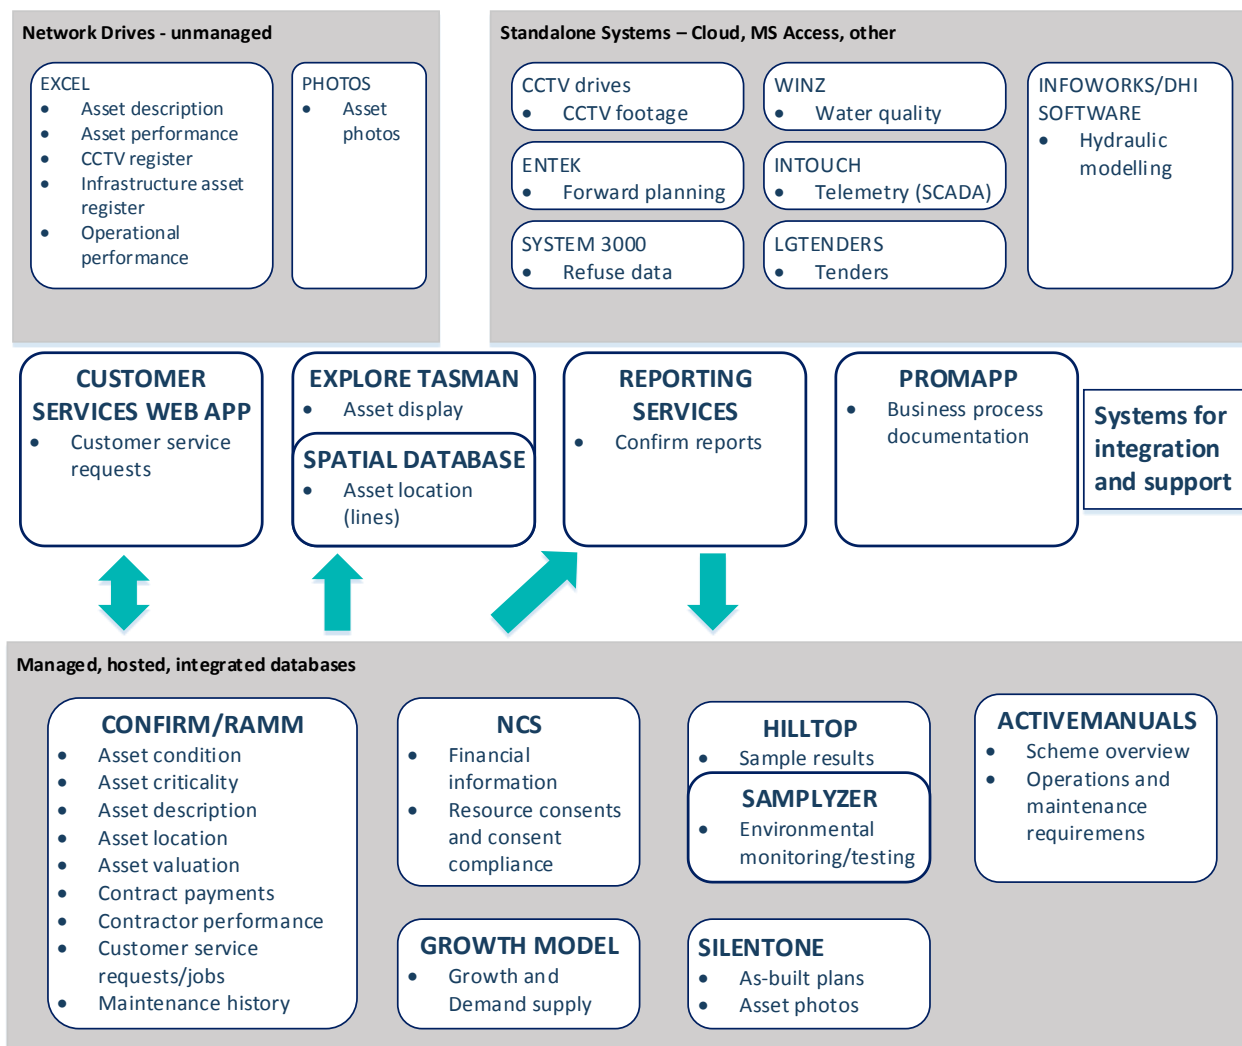 Network Drives - unmanaged
EXCEL
• Asset description
• Asset performance
• CCTV register
• Infrastructure asset
register
• Operational
performance
PHOTOS
• Asset
photos
Standalone Systems – Cloud, MS Access, other
CCTV drives
• CCTV footage
WINZ
• Water quality
INFOWORKS/DHI
SOFTWARE
• Hydraulic
modelling
ENTEK
• Forward planning
INTOUCH
• Telemetry (SCADA)
SYSTEM 3000
• Refuse data
LGTENDERS
• Tenders
CUSTOMER
SERVICES WEB APP
• Customer service
requests
EXPLORE TASMAN
• Asset display
SPATIAL DATABASE
• Asset location
(lines)
REPORTING
SERVICES
• Confirm reports
PROMAPP
• Business process
documentation
Systems for
integration
and support
Managed, hosted, integrated databases
CONFIRM/RAMM
• Asset condition
• Asset criticality
• Asset description
• Asset location
• Asset valuation
• Contract payments
• Contractor performance
• Customer service
requests/jobs
• Maintenance history
NCS
• Financial
information
• Resource consents
and consent
compliance
HILLTOP
• Sample results
SAMPLYZER
• Environmental
monitoring/testing
ACTIVEMANUALS
• Scheme overview
• Operations and
maintenance
requiremens
GROWTH MODEL
• Growth and
Demand supply
SILENTONE
• As-built plans
• Asset photos